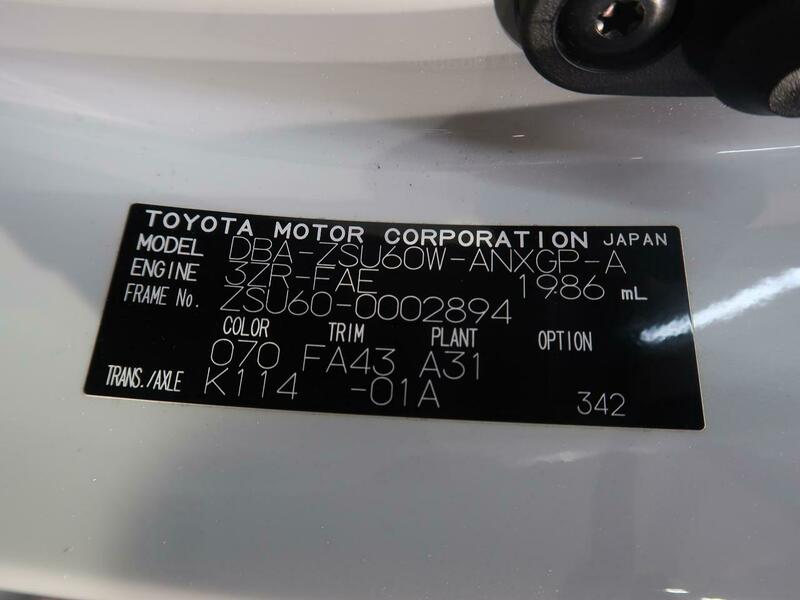 TOYOTA MOTOR CORPORATION JAPAN
MODEL DBA-ZSU60W-ANXGP-A
ENGINE 3ZR-FAE 1986 mL
FRAME No. ZSU60-0002894
COLOR TRIM PLANT OPTION
070 FA43 A31
TRANS./AXLE K114 -01A 342